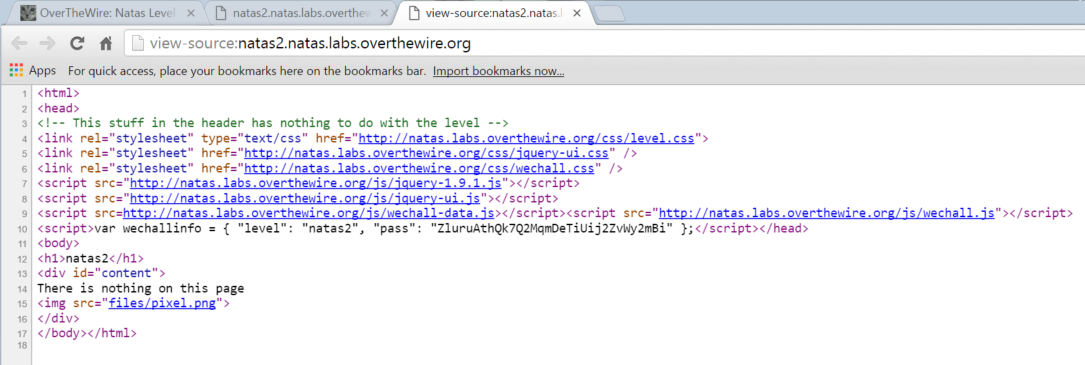 OverTheWire: Natas Level
natas2.natas.labs.overthew
view-source:natas2.natas.l
view-source:natas2.natas.labs.overthewire.org
Apps For quick access, place your bookmarks here on the bookmarks bar. Import bookmarks now...
1 <html>
2 <head>
3 <!-- This stuff in the header has nothing to do with the level -->
4 <link rel="stylesheet" type="text/css" href="http://natas.labs.overthewire.org/css/level.css">
5 <link rel="stylesheet" href="http://natas.labs.overthewire.org/css/jquery-ui.css" />
6 <link rel="stylesheet" href="http://natas.labs.overthewire.org/css/wechall.css" />
7 <script src="http://natas.labs.overthewire.org/js/jquery-1.9.1.js"></script>
8 <script src="http://natas.labs.overthewire.org/js/jquery-ui.js"></script>
9 <script src=http://natas.labs.overthewire.org/js/wechall-data.js></script><script src="http://natas.labs.overthewire.org/js/wechall.js"></script>
10 <script>var wechallinfo = { "level": "natas2", "pass": "ZluruAthQk7Q2MqmDeTiUij2ZvWy2mBi" };</script></head>
11 <body>
12 <h1>natas2</h1>
13 <div id="content">
14 There is nothing on this page
15 <img src="files/pixel.png">
16 </div>
17 </body></html>
18